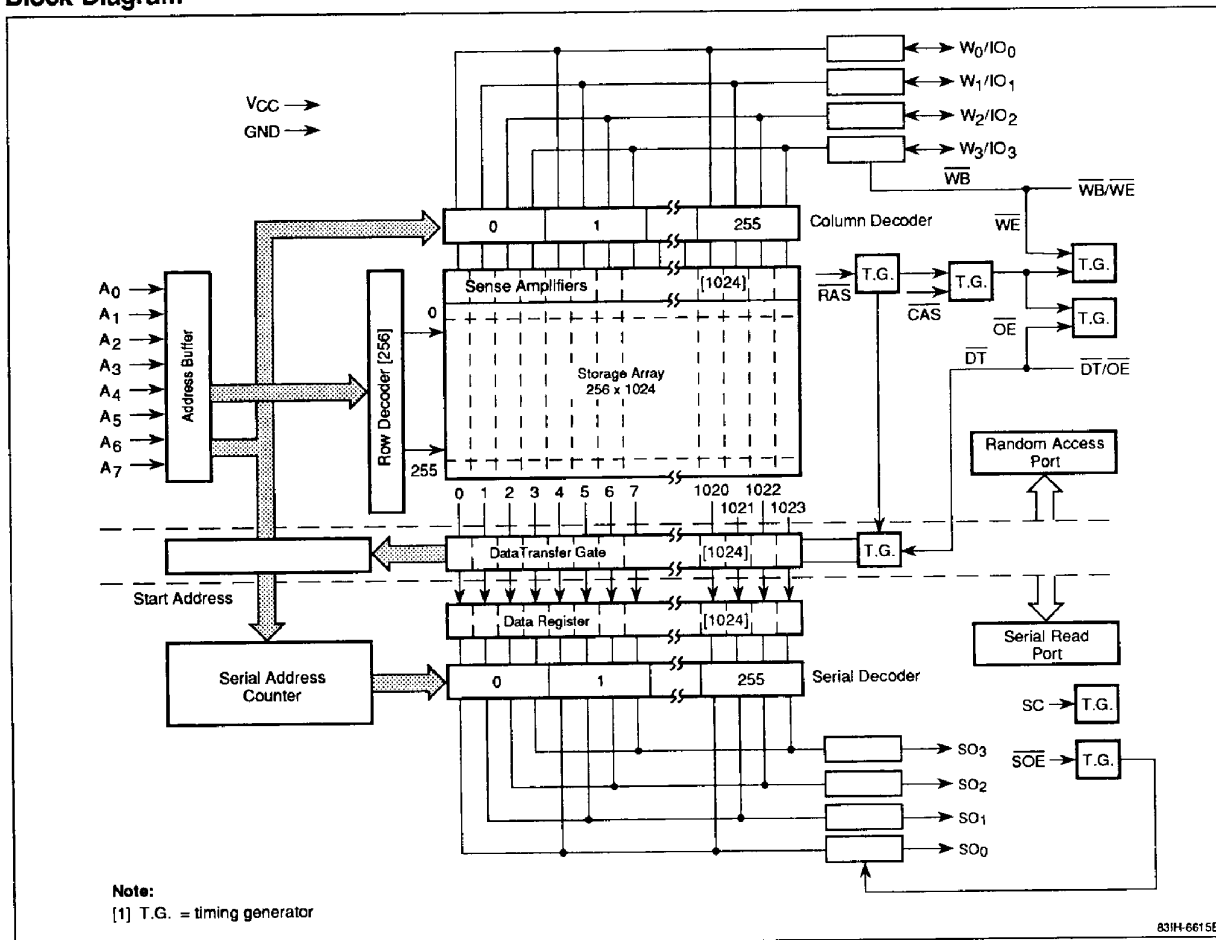 Block Diagram
VCC
GND
W0/IO0
W1/IO1
W2/IO2
W3/IO3
WB
WB/WE
WE
0 1 255
Column Decoder
T.G.
Sense Amplifiers [1024]
RAS
T.G.
CAS
T.G.
OE
T.G.
DT
DT/OE
A0
A1
A2
A3
A4
A5
A6
A7
Address Buffer
Row Decoder [256]
0
255
Storage Array
256 x 1024
0 1 2 3 4 5 6 7 1020 1022
1021 1023
Random Access
Port
DataTransfer Gate [1024]
T.G.
Start Address
Data Register [1024]
Serial Read
Port
Serial Address
Counter
0 1 255
Serial Decoder
SC
T.G.
SO3
SOE
T.G.
SO2
SO1
SO0
Note:
[1] T.G. = timing generator
83IH-6615B